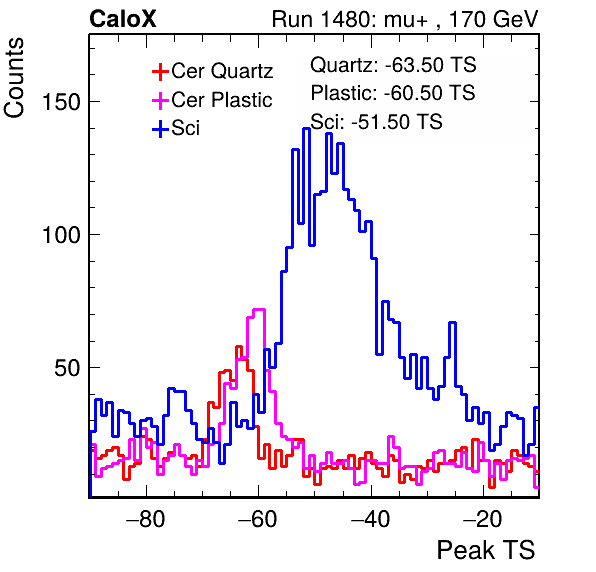 CaloX Run 1480: mu+ , 170 GeV
Counts
Cer Quartz
Cer Plastic
Sci
Quartz: -63.50 TS
Plastic: -60.50 TS
Sci: -51.50 TS
150
100
50
−80 −60 −40 −20
Peak TS